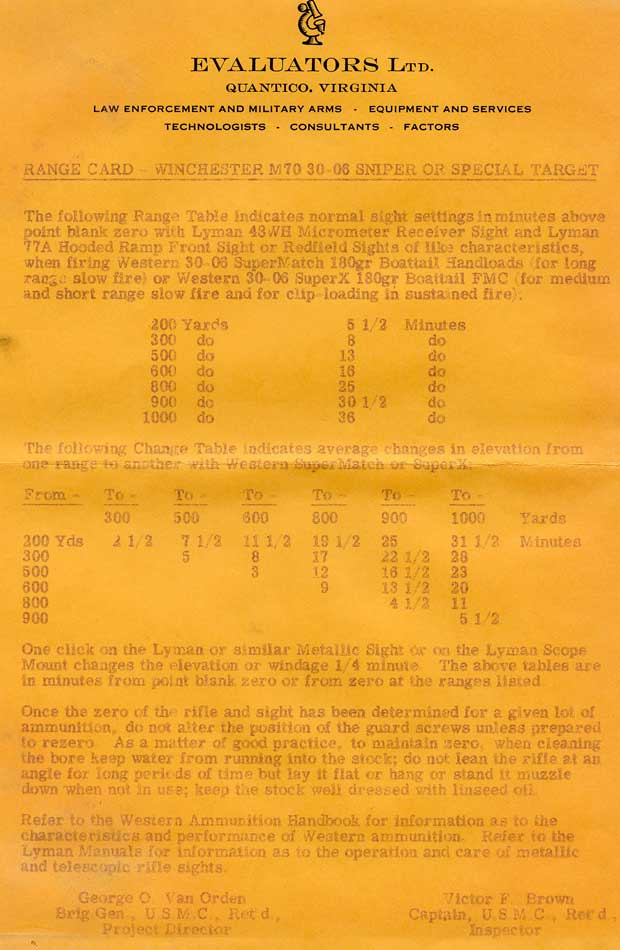 EVALUATORS LTD.
QUANTICO, VIRGINIA
LAW ENFORCEMENT AND MILITARY ARMS - EQUIPMENT AND SERVICES
TECHNOLOGISTS - CONSULTANTS - FACTORS
RANGE CARD - WINCHESTER M70 30-06 SNIPER OR SPECIAL TARGET
The following Range Table indicates normal sight settings in minutes above
point blank zero with Lyman 48WH Micrometer Receiver Sight and Lyman
77A Hooded Ramp Front Sight or Redfield Sights of like characteristics,
when firing Western 30-06 SuperMatch 180gr Boattail Handloads (for long
range slow fire) or Western 30-06 SuperX 180gr Boattail FMC (for medium
and short range slow fire and for clip-loading in sustained fire):
200 Yards 5 1/2 Minutes
300 do 8 do
500 do 13 do
600 do 16 do
800 do 25 do
900 do 30 1/2 do
1000 do 36 do
The following Change Table indicates average changes in elevation from
one range to another with Western SuperMatch or SuperX:
From - To - To - To - To - To - To -
300 500 600 800 900 1000 Yards
200 Yds 2 1/2 7 1/2 11 1/2 19 1/2 25 31 1/2 Minutes
300 5 8 17 22 1/2 28
500 3 12 16 1/2 23
600 9 13 1/2 20
800 4 1/2 11
900 5 1/2
One click on the Lyman or similar Metallic Sight or on the Lyman Scope
Mount changes the elevation or windage 1/4 minute. The above tables are
in minutes from point blank zero or from zero at the ranges listed
Once the zero of the rifle and sight has been determined for a given lot of
ammunition, do not alter the position of the guard screws unless prepared
to rezero. As a matter of good practice, to maintain zero, when cleaning
the bore keep water from running into the stock; do not lean the rifle at an
angle for long periods of time but lay it flat or hang or stand it muzzle
down when not in use; keep the stock well dressed with linseed oil.
Refer to the Western Ammunition Handbook for information as to the
characteristics and performance of Western ammunition. Refer to the
Lyman Manuals for information as to the operation and care of metallic
and telescopic rifle sights.
George O. Van Orden Victor F. Brown
Brig Gen., U.S.M.C., Ret'd., Captain, U.S.M.C., Ret'd.,
Project Director Inspector